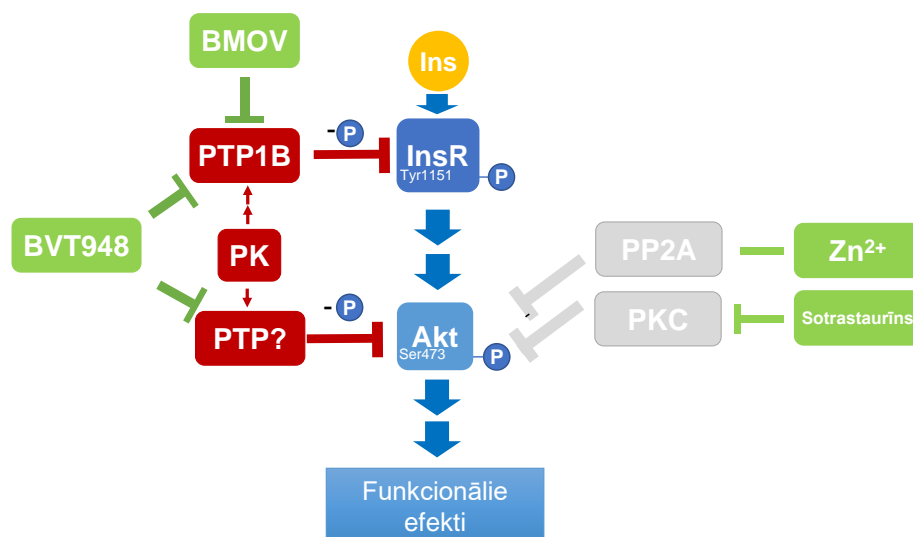 BMOV
Ins
-P
PTP1B
InsR
Tyr1151
P
BVT948
PK
PP2A
Zn²⁺
-P
PTP?
Akt
Ser473
P
PKC
-
Sotrastaurīns
Funkcionālie
efekti